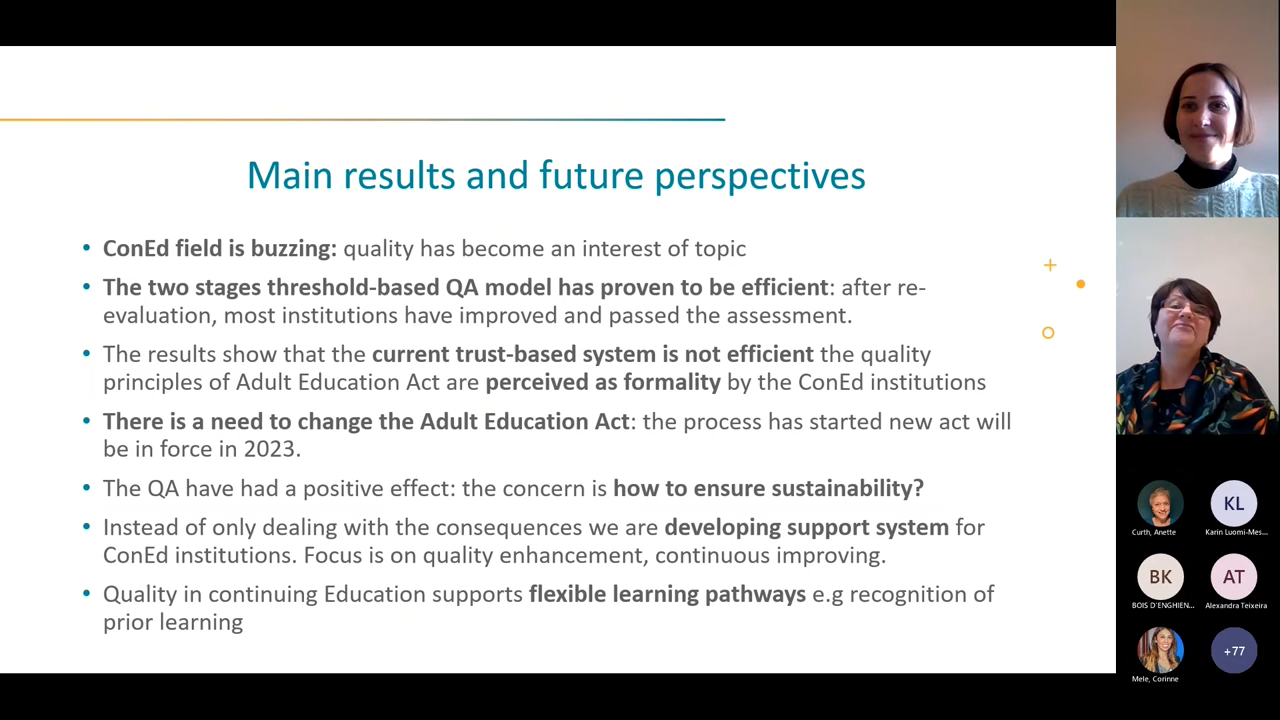 Main results and future perspectives
• ConEd field is buzzing: quality has become an interest of topic
• The two stages threshold-based QA model has proven to be efficient: after re-
evaluation, most institutions have improved and passed the assessment.
• The results show that the current trust-based system is not efficient the quality
principles of Adult Education Act are perceived as formality by the ConEd institutions
• There is a need to change the Adult Education Act: the process has started new act will
be in force in 2023.
• The QA have had a positive effect: the concern is how to ensure sustainability?
• Instead of only dealing with the consequences we are developing support system for
ConEd institutions. Focus is on quality enhancement, continuous improving.
• Quality in continuing Education supports flexible learning pathways e.g recognition of
prior learning
Curth, Anette
KL
Karin Luomi-Mes...
BK
BOIS D'ENGHIEN...
AT
Alexandra Teixeira
Mele, Corinne
+77